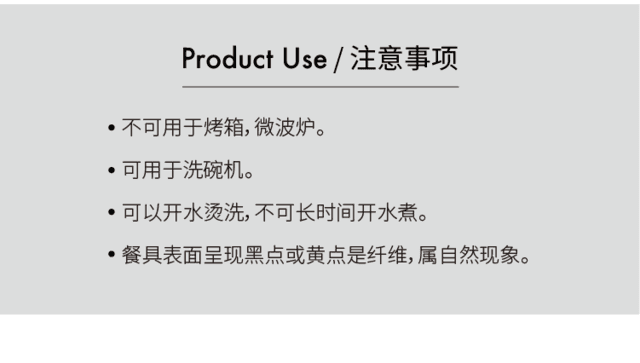 Product Use / 注意事项
• 不可用于烤箱，微波炉。
• 可用于洗碗机。
• 可以开水烫洗，不可长时间开水煮。
• 餐具表面呈现黑点或黄点是纤维，属自然现象。